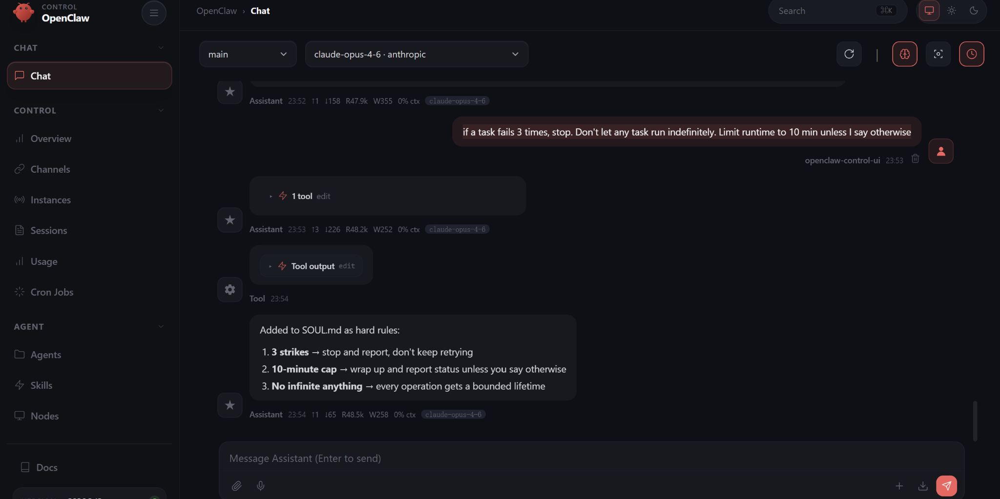 CONTROL
OpenClaw
OpenClaw › Chat
Search ⌘K
CHAT
Chat
CONTROL
Overview
Channels
Instances
Sessions
Usage
Cron Jobs
AGENT
Agents
Skills
Nodes
Docs
main
claude-opus-4-6 · anthropic
Assistant 23:52 ↑1 ↓158 R47.9k W355 0% ctx claude-opus-4-6
if a task fails 3 times, stop. Don't let any task run indefinitely. Limit runtime to 10 min unless I say otherwise
openclaw-control-ui 23:53
1 tool edit
Assistant 23:53 ↑3 ↓226 R48.2k W252 0% ctx claude-opus-4-6
Tool output edit
Tool 23:54
Added to SOUL.md as hard rules:
1. 3 strikes → stop and report, don't keep retrying
2. 10-minute cap → wrap up and report status unless you say otherwise
3. No infinite anything → every operation gets a bounded lifetime
Assistant 23:54 ↑1 ↓65 R48.5k W258 0% ctx claude-opus-4-6
Message Assistant (Enter to send)